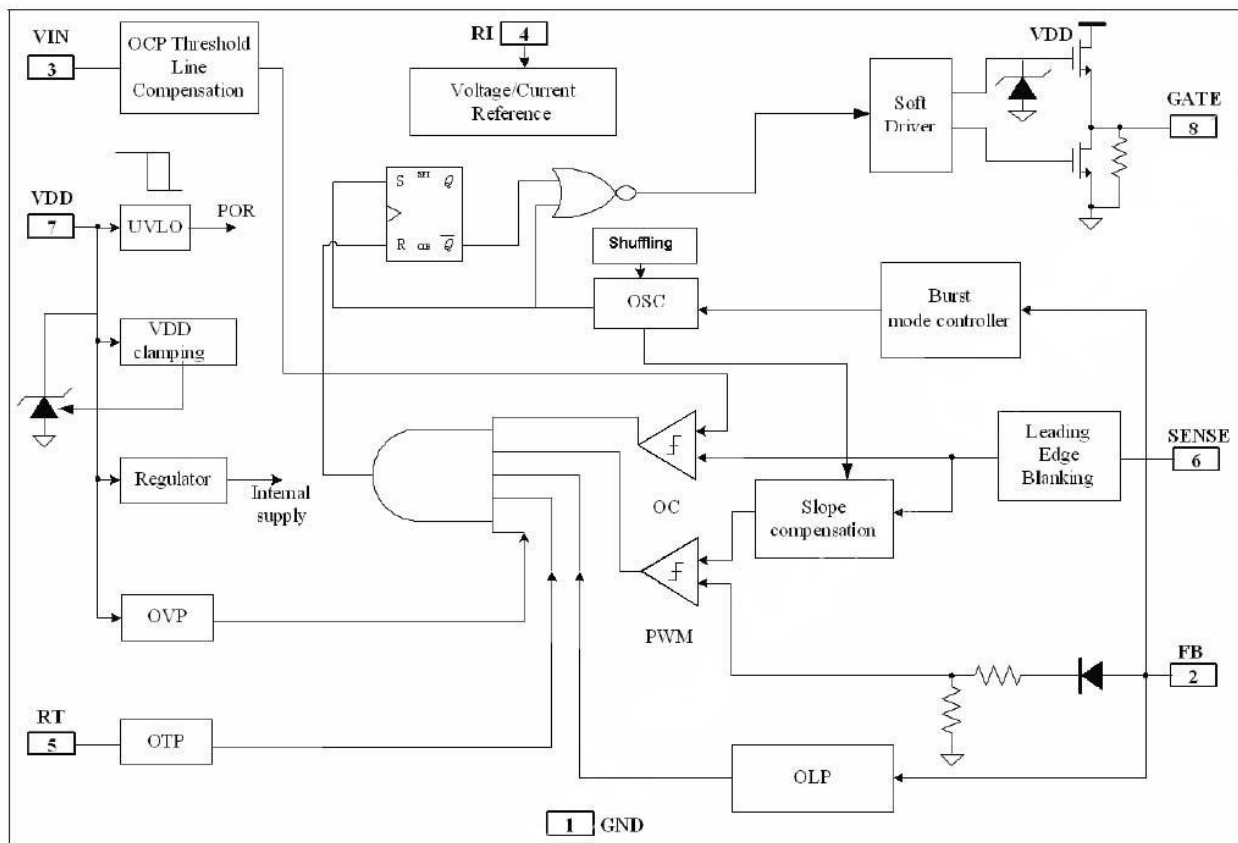 VIN
3
OCP Threshold
Line
Compensation
RI
4
Voltage/Current
Reference
VDD
Soft
Driver
GATE
8
S SET Q
R CLR Q
VDD
7
UVLO
POR
Shuffling
OSC
Burst
mode controller
VDD
clamping
Leading
Edge
Blanking
SENSE
6
Regulator
Internal
supply
OC
Slope
compensation
OVP
PWM
FB
2
RT
5
OTP
OLP
1
GND